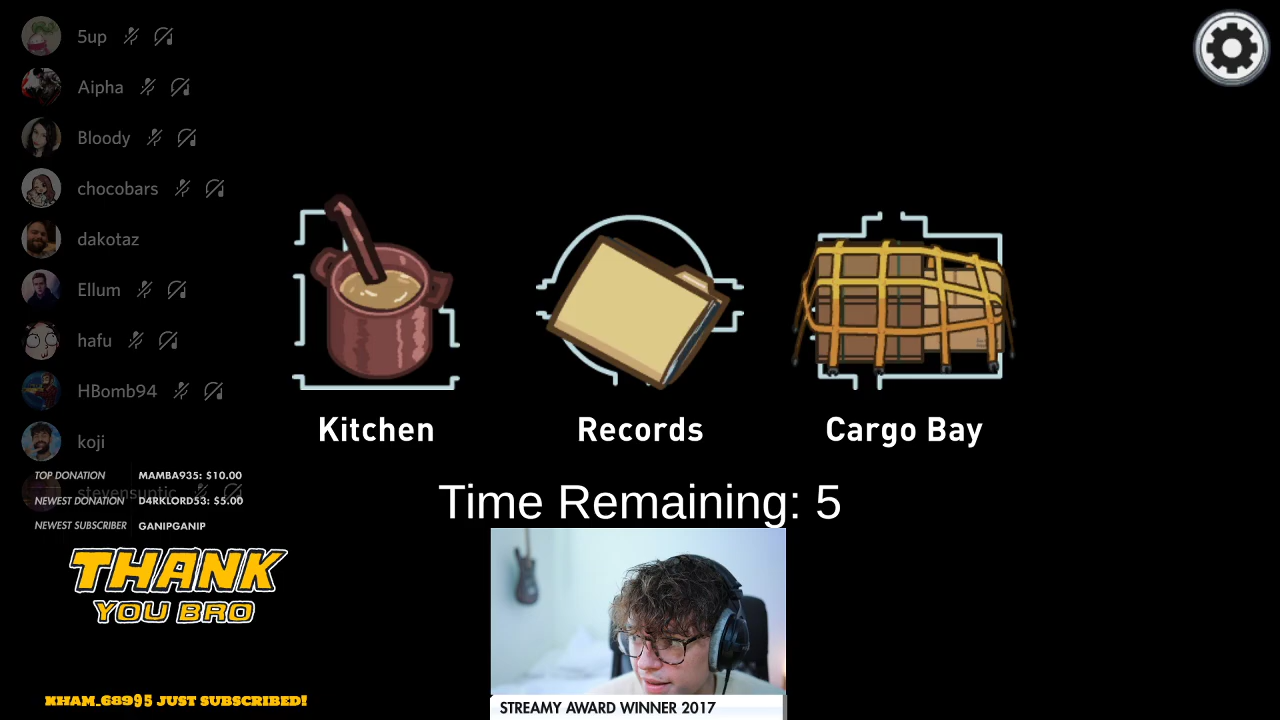 5up
Aipha
Bloody
chocobars
dakotaz
Ellum
hafu
HBomb94
koji
stevensuptic
TOP DONATION MAMBA935: $10.00
NEWEST DONATION D4RKLORD53: $5.00
NEWEST SUBSCRIBER GANIPGANIP
THANK
YOU BRO
XHAM_68995 JUST SUBSCRIBED!
Kitchen
Records
Cargo Bay
Time Remaining: 5
STREAMY AWARD WINNER 2017